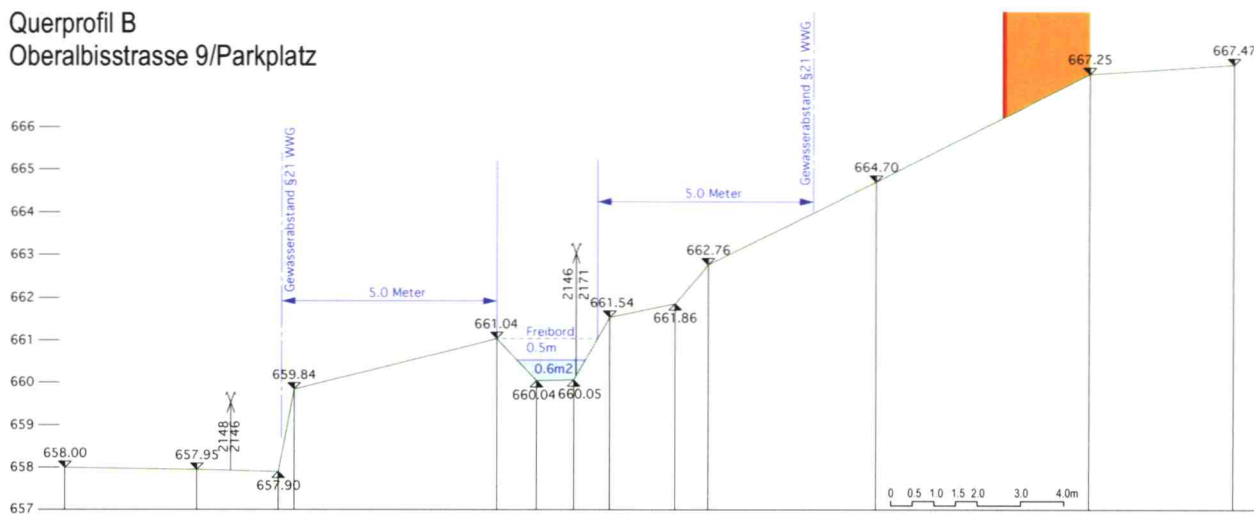 Querprofil B
Oberalbisstrasse 9/Parkplatz
667.47
667.25
666
665
664
663
662
661
660
659
658
657
Gewässerabstand §21 WWG
Gewässerabstand §21 WWG
5.0 Meter
664.70
662.76
5.0 Meter
2146
2171
661.54
661.86
661.04
Freibord
0.5m
0.6m2
660.04
660.05
659.84
2148
2146
658.00
657.95
657.90
0 0.5 1.0 1.5 2.0 3.0 4.0m